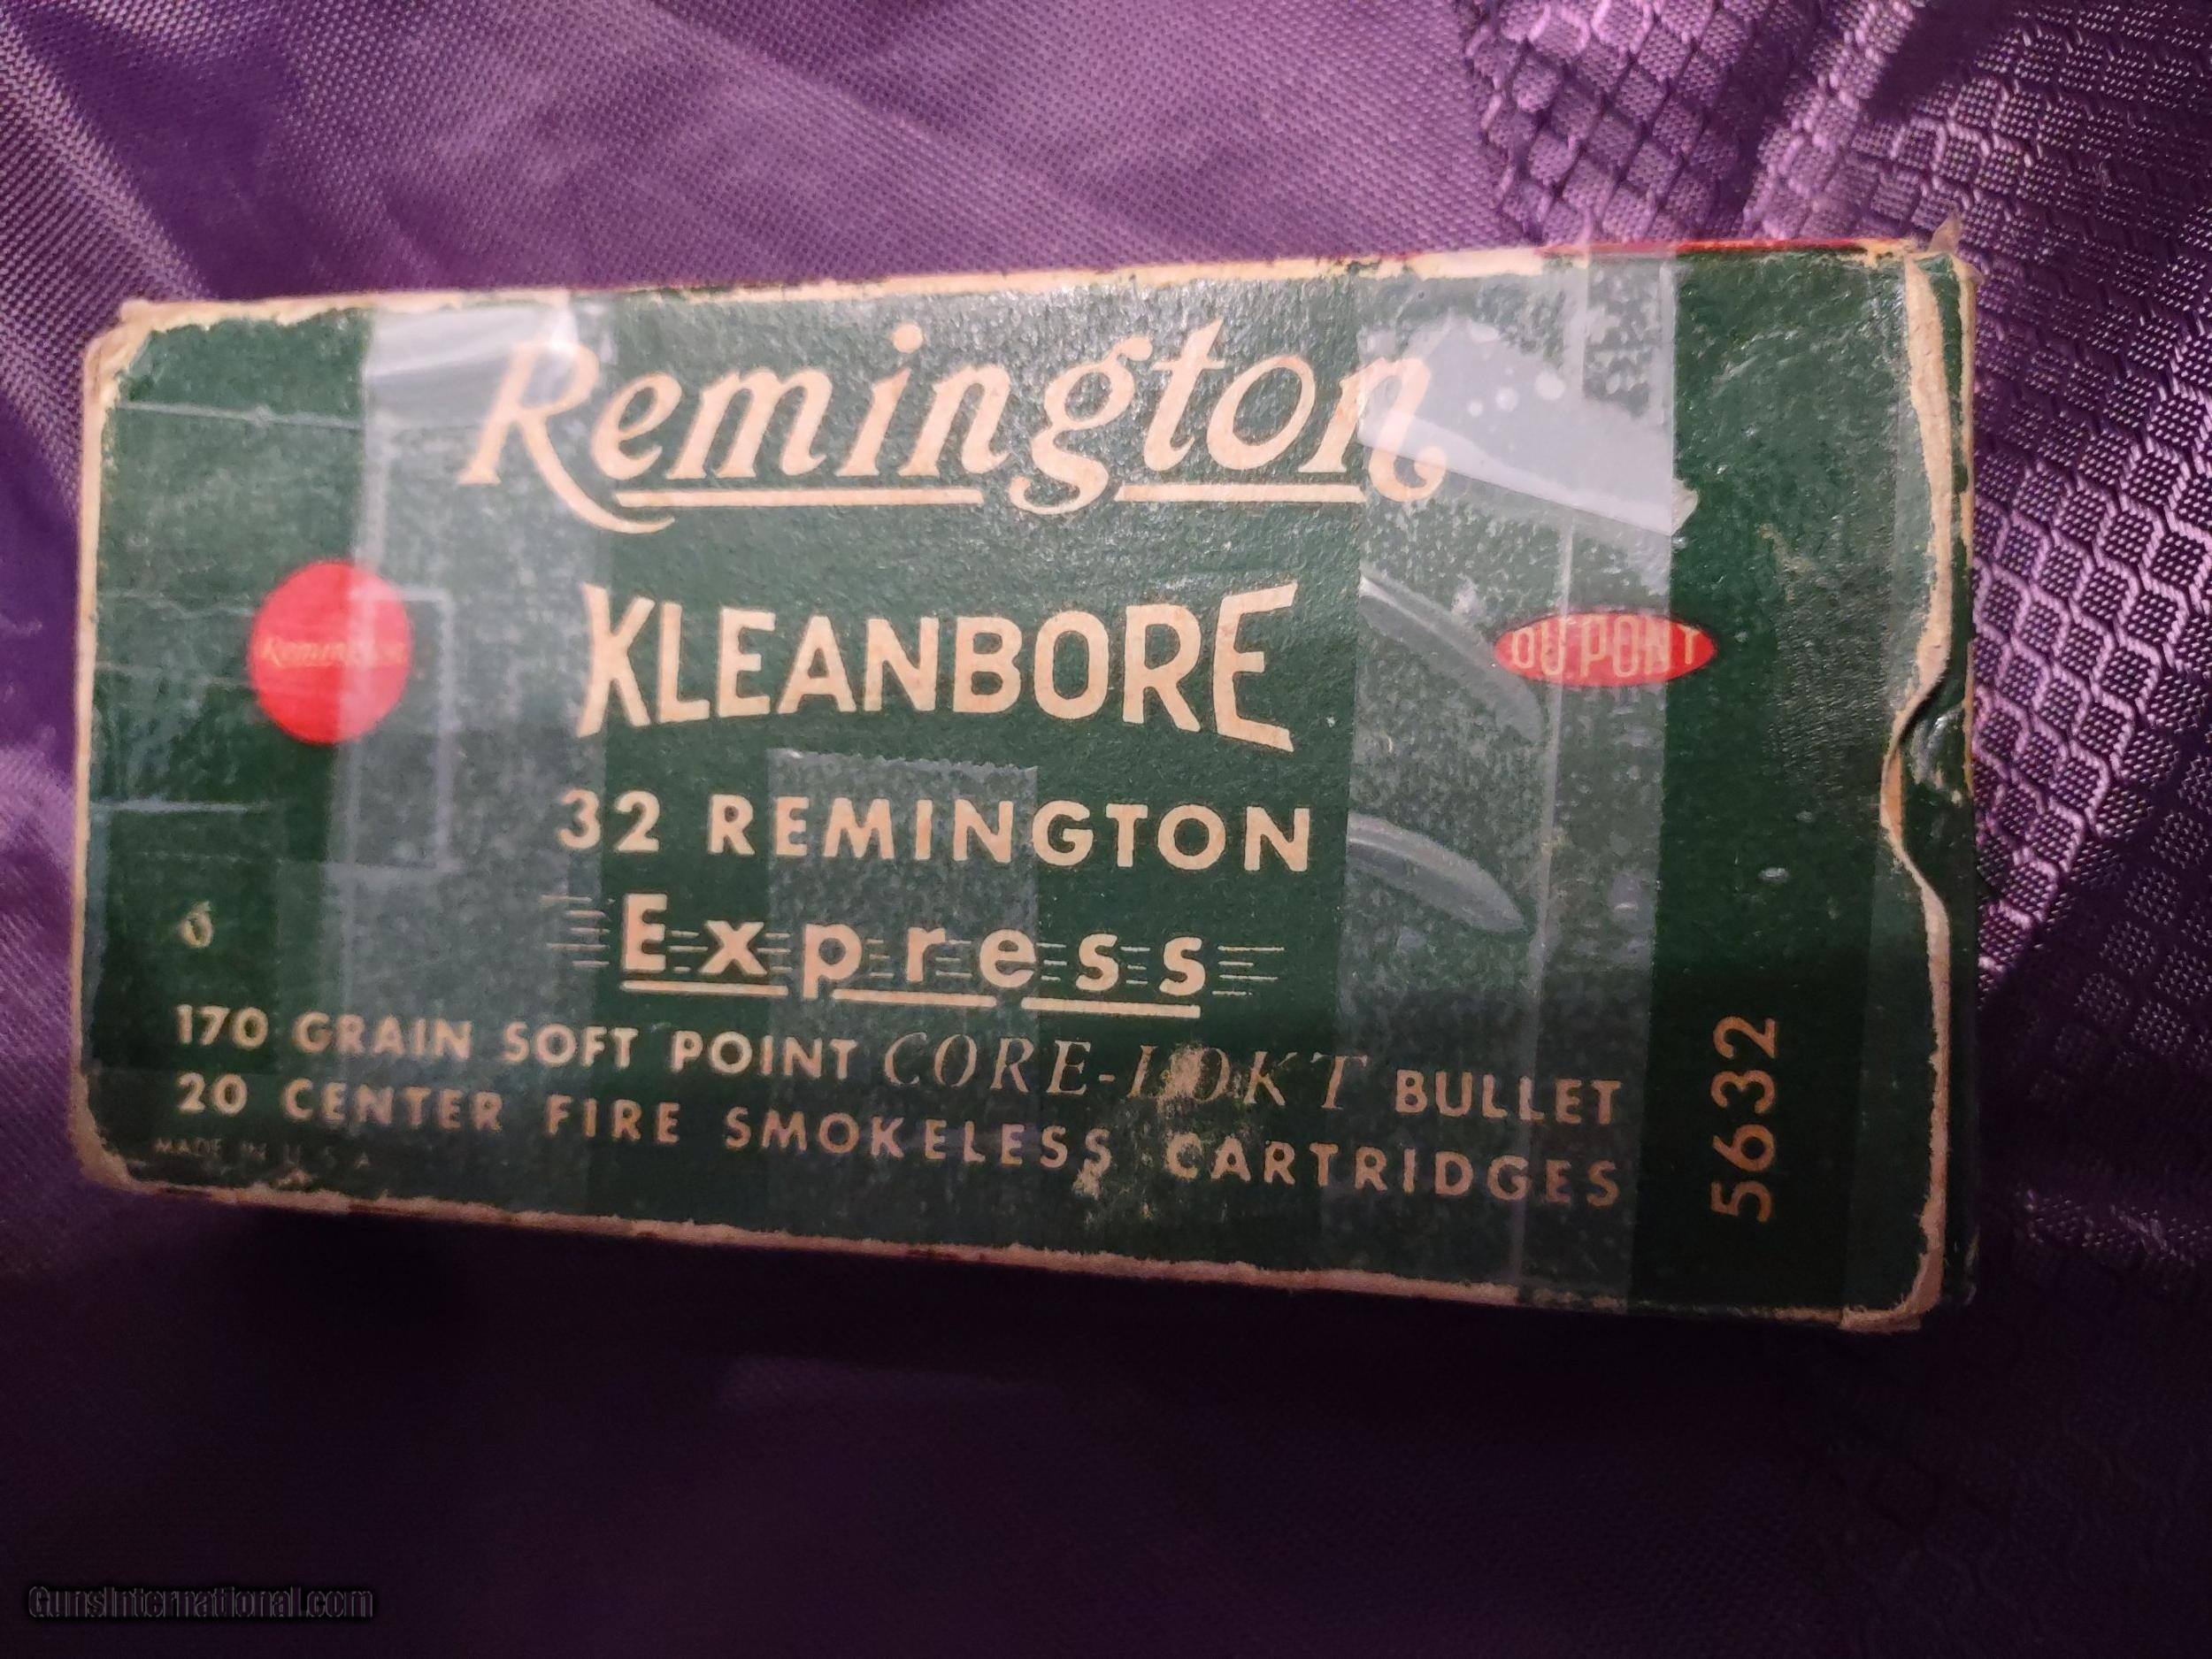 Remington
Remington
KLEANBORE
DU PONT
32 REMINGTON
Express
170 GRAIN SOFT POINT CORE-LOKT BULLET
20 CENTER FIRE SMOKELESS CARTRIDGES
MADE IN U.S.A
5632
GunsInternational.com